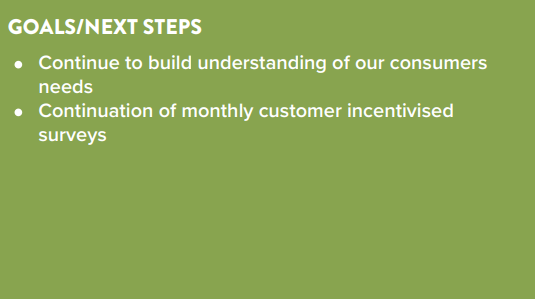 GOALS/NEXT STEPS
● Continue to build understanding of our consumers
needs
● Continuation of monthly customer incentivised
surveys